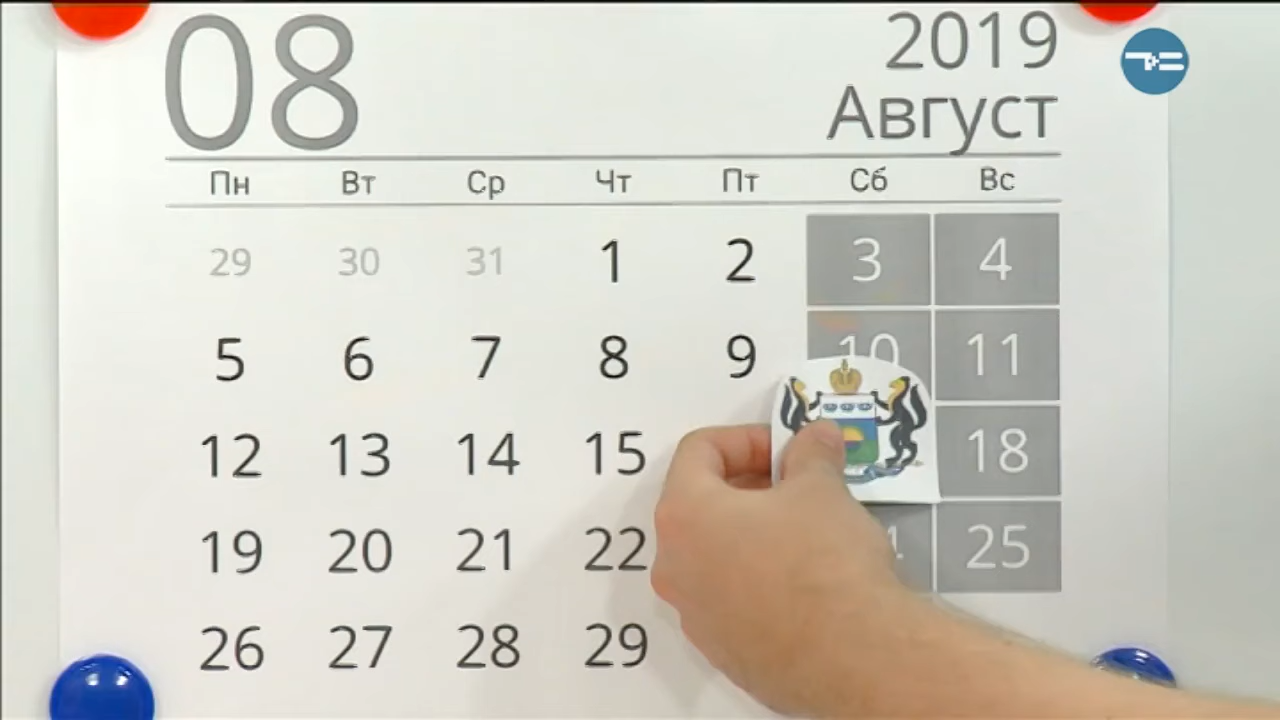 08
2019
Август
Пн Вт Ср Чт Пт Сб Вс
29 30 31 1 2 3 4
5 6 7 8 9 10 11
12 13 14 15 18
19 20 21 22 25
26 27 28 29